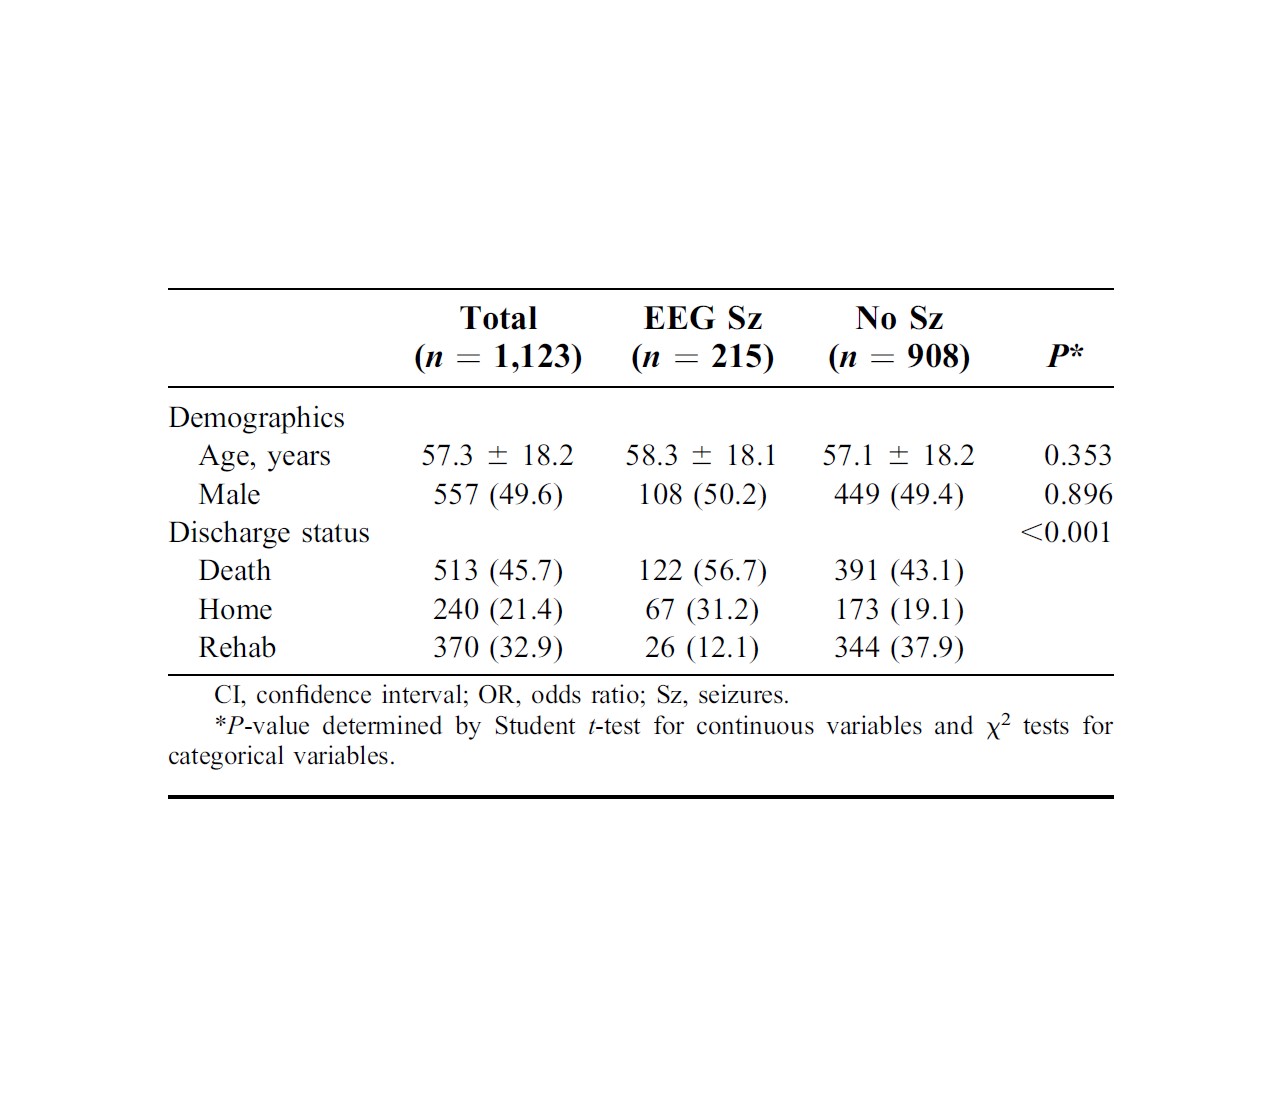 Total EEG Sz No Sz
(n = 1,123) (n = 215) (n = 908) P*
Demographics
Age, years 57.3 ± 18.2 58.3 ± 18.1 57.1 ± 18.2 0.353
Male 557 (49.6) 108 (50.2) 449 (49.4) 0.896
Discharge status <0.001
Death 513 (45.7) 122 (56.7) 391 (43.1)
Home 240 (21.4) 67 (31.2) 173 (19.1)
Rehab 370 (32.9) 26 (12.1) 344 (37.9)
CI, confidence interval; OR, odds ratio; Sz, seizures.
*P-value determined by Student t-test for continuous variables and χ² tests for
categorical variables.